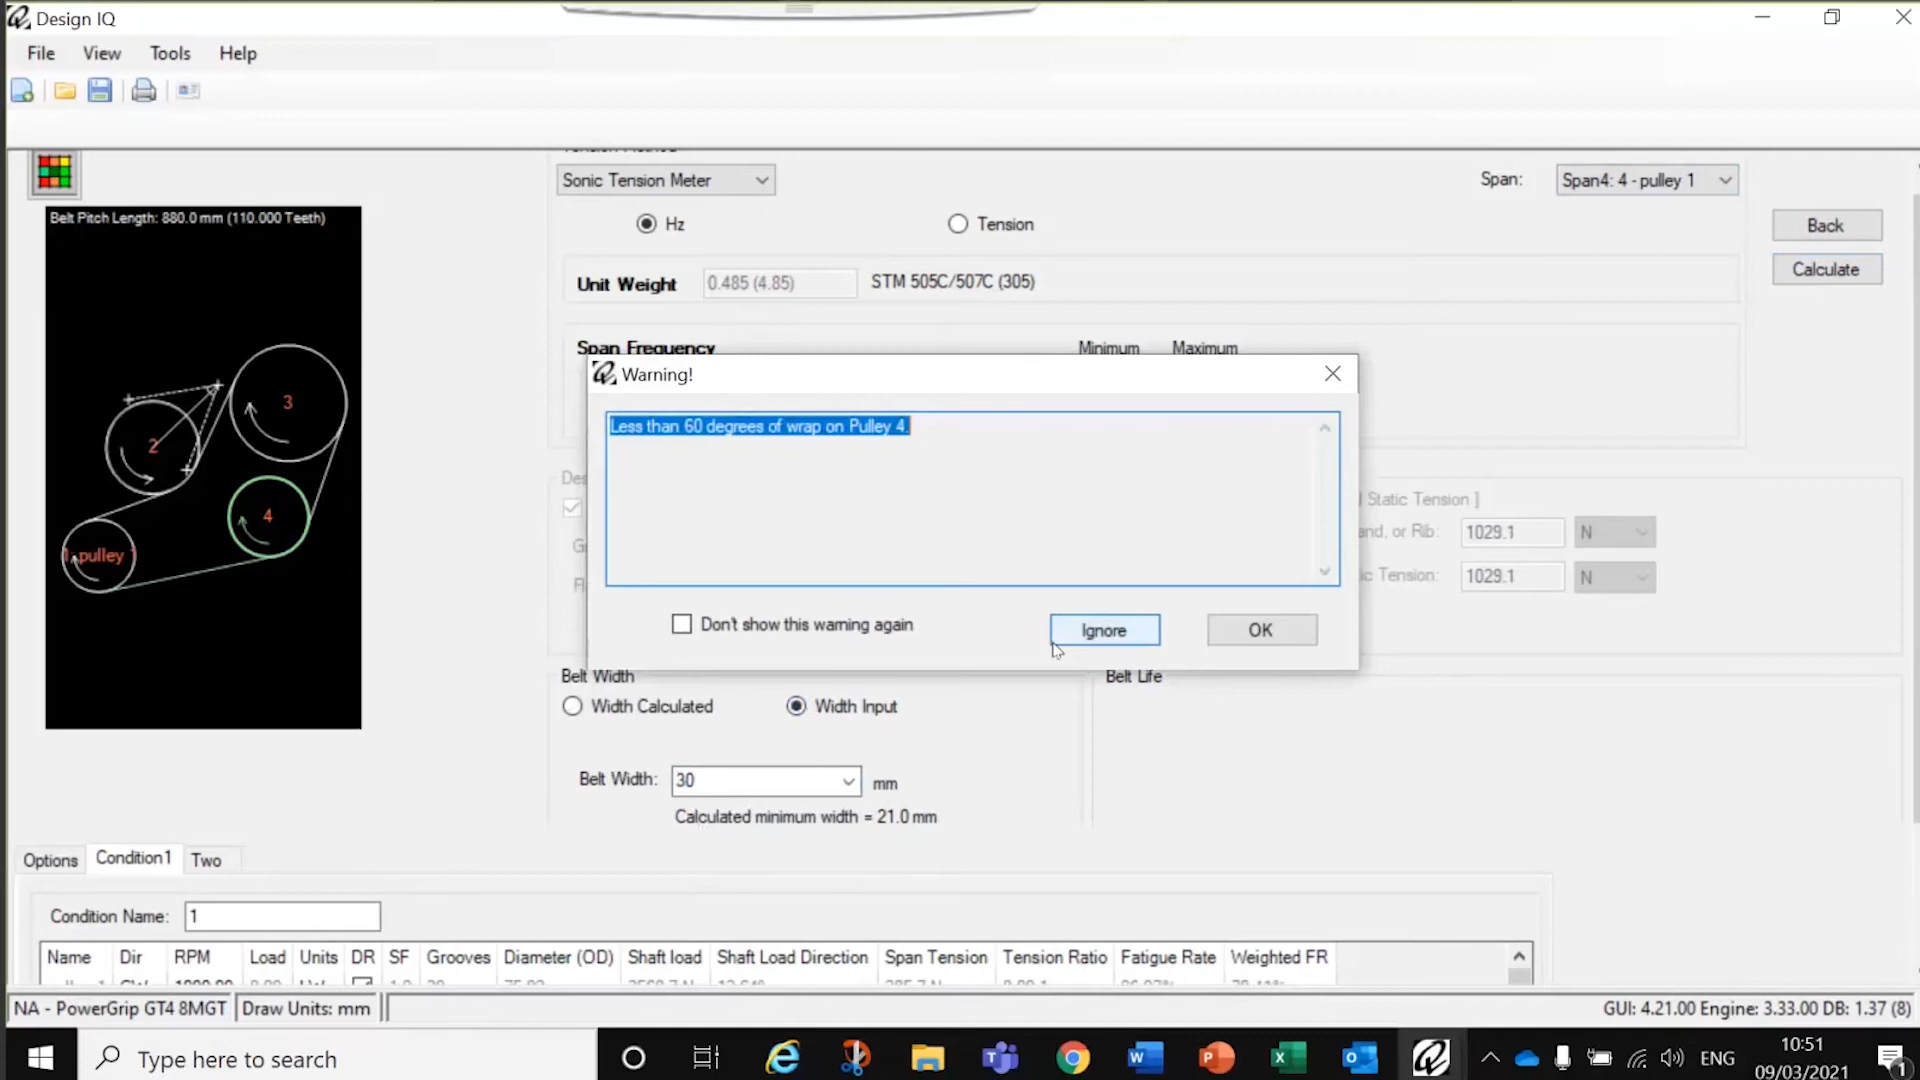 Design IQ
File View Tools Help
Sonic Tension Meter
Span: Span4: 4 - pulley 1
Hz Tension
Back
Unit Weight 0.485 (4.85) STM 505C/507C (305)
Calculate
Belt Pitch Length: 880.0 mm (110.000 Teeth)
3
2
4
1: pulley
Span Frequency Minimum Maximum
Warning!
Less than 60 degrees of wrap on Pulley 4.
Don't show this warning again
Ignore OK
Static Tension ]
and, or Rib: 1029.1 N
Tension: 1029.1 N
Belt Width
Width Calculated Width Input
Belt Width: 30 mm
Calculated minimum width = 21.0 mm
Belt Life
Options Condition1 Two
Condition Name: 1
Name Dir RPM Load Units DR SF Grooves Diameter (OD) Shaft load Shaft Load Direction Span Tension Tension Ratio Fatigue Rate Weighted FR
NA - PowerGrip GT4 8MGT Draw Units: mm GUI: 4.21.00 Engine: 3.33.00 DB: 1.37 (8)
Type here to search
ENG
10:51
09/03/2021
1